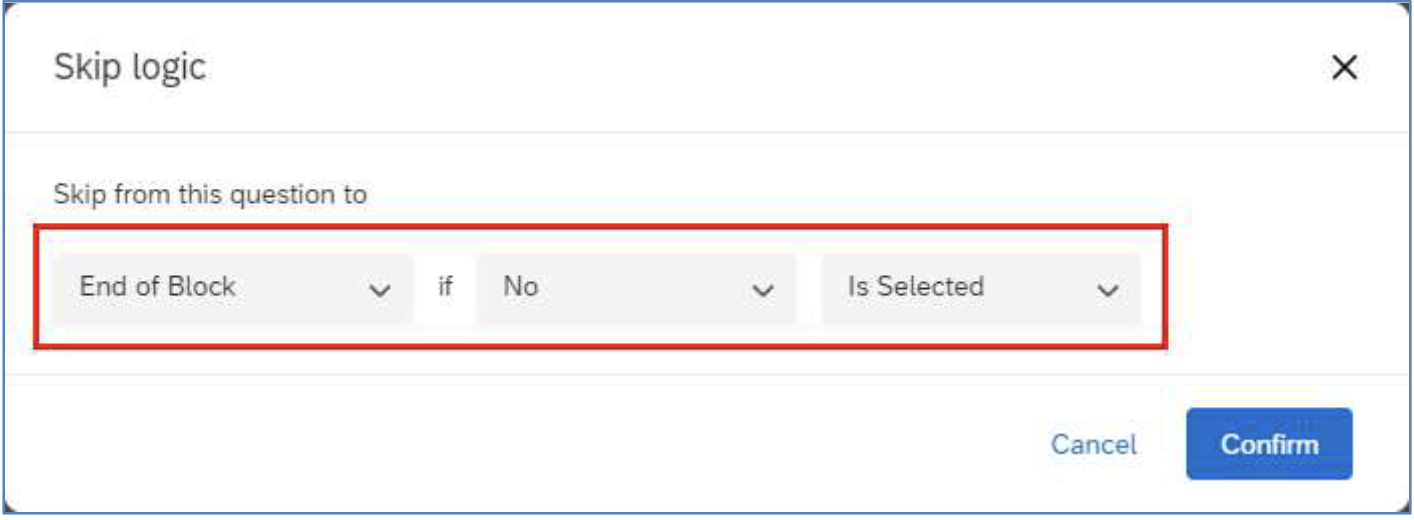 Skip logic
Skip from this question to
End of Block if No Is Selected
Cancel Confirm